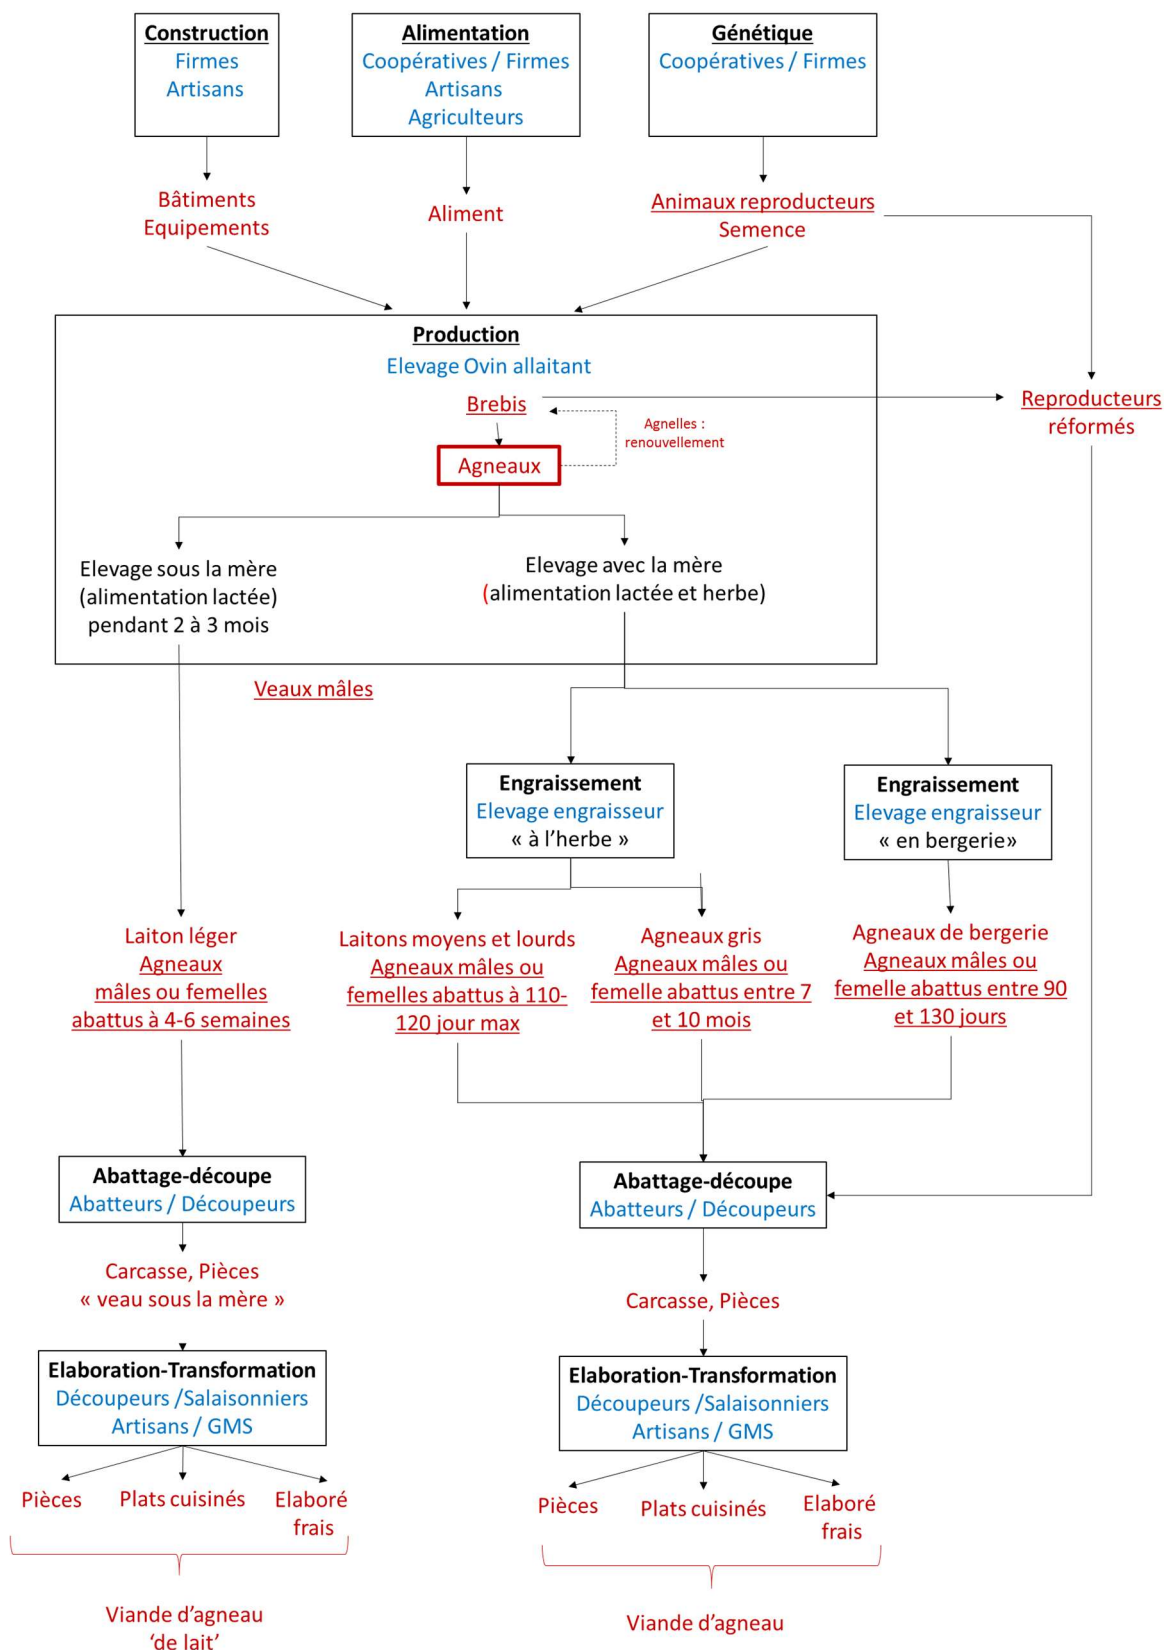 Construction
Firmes
Artisans
Alimentation
Coopératives / Firmes
Artisans
Agriculteurs
Génétique
Coopératives / Firmes
Bâtiments
Equipements
Aliment
Animaux reproducteurs
Semence
Production
Elevage Ovin allaitant
Brebis
Agnelles :
renouvellement
Agneaux
Reproducteurs
réformés
Elevage sous la mère
(alimentation lactée)
pendant 2 à 3 mois
Elevage avec la mère
(alimentation lactée et herbe)
Veaux mâles
Engraissement
Elevage engraisseur
« à l'herbe »
Engraissement
Elevage engraisseur
« en bergerie»
Laiton léger
Agneaux
mâles ou femelles
abattus à 4-6 semaines
Laitons moyens et lourds
Agneaux mâles ou
femelles abattus à 110-
120 jour max
Agneaux gris
Agneaux mâles ou
femelle abattus entre 7
et 10 mois
Agneaux de bergerie
Agneaux mâles ou
femelle abattus entre 90
et 130 jours
Abattage-découpe
Abatteurs / Découpeurs
Abattage-découpe
Abatteurs / Découpeurs
Carcasse, Pièces
« veau sous la mère »
Carcasse, Pièces
Elaboration-Transformation
Découpeurs /Salaisonniers
Artisans / GMS
Elaboration-Transformation
Découpeurs /Salaisonniers
Artisans / GMS
Pièces
Plats cuisinés
Elaboré
frais
Pièces
Plats cuisinés
Elaboré
frais
Viande d'agneau
'de lait'
Viande d'agneau